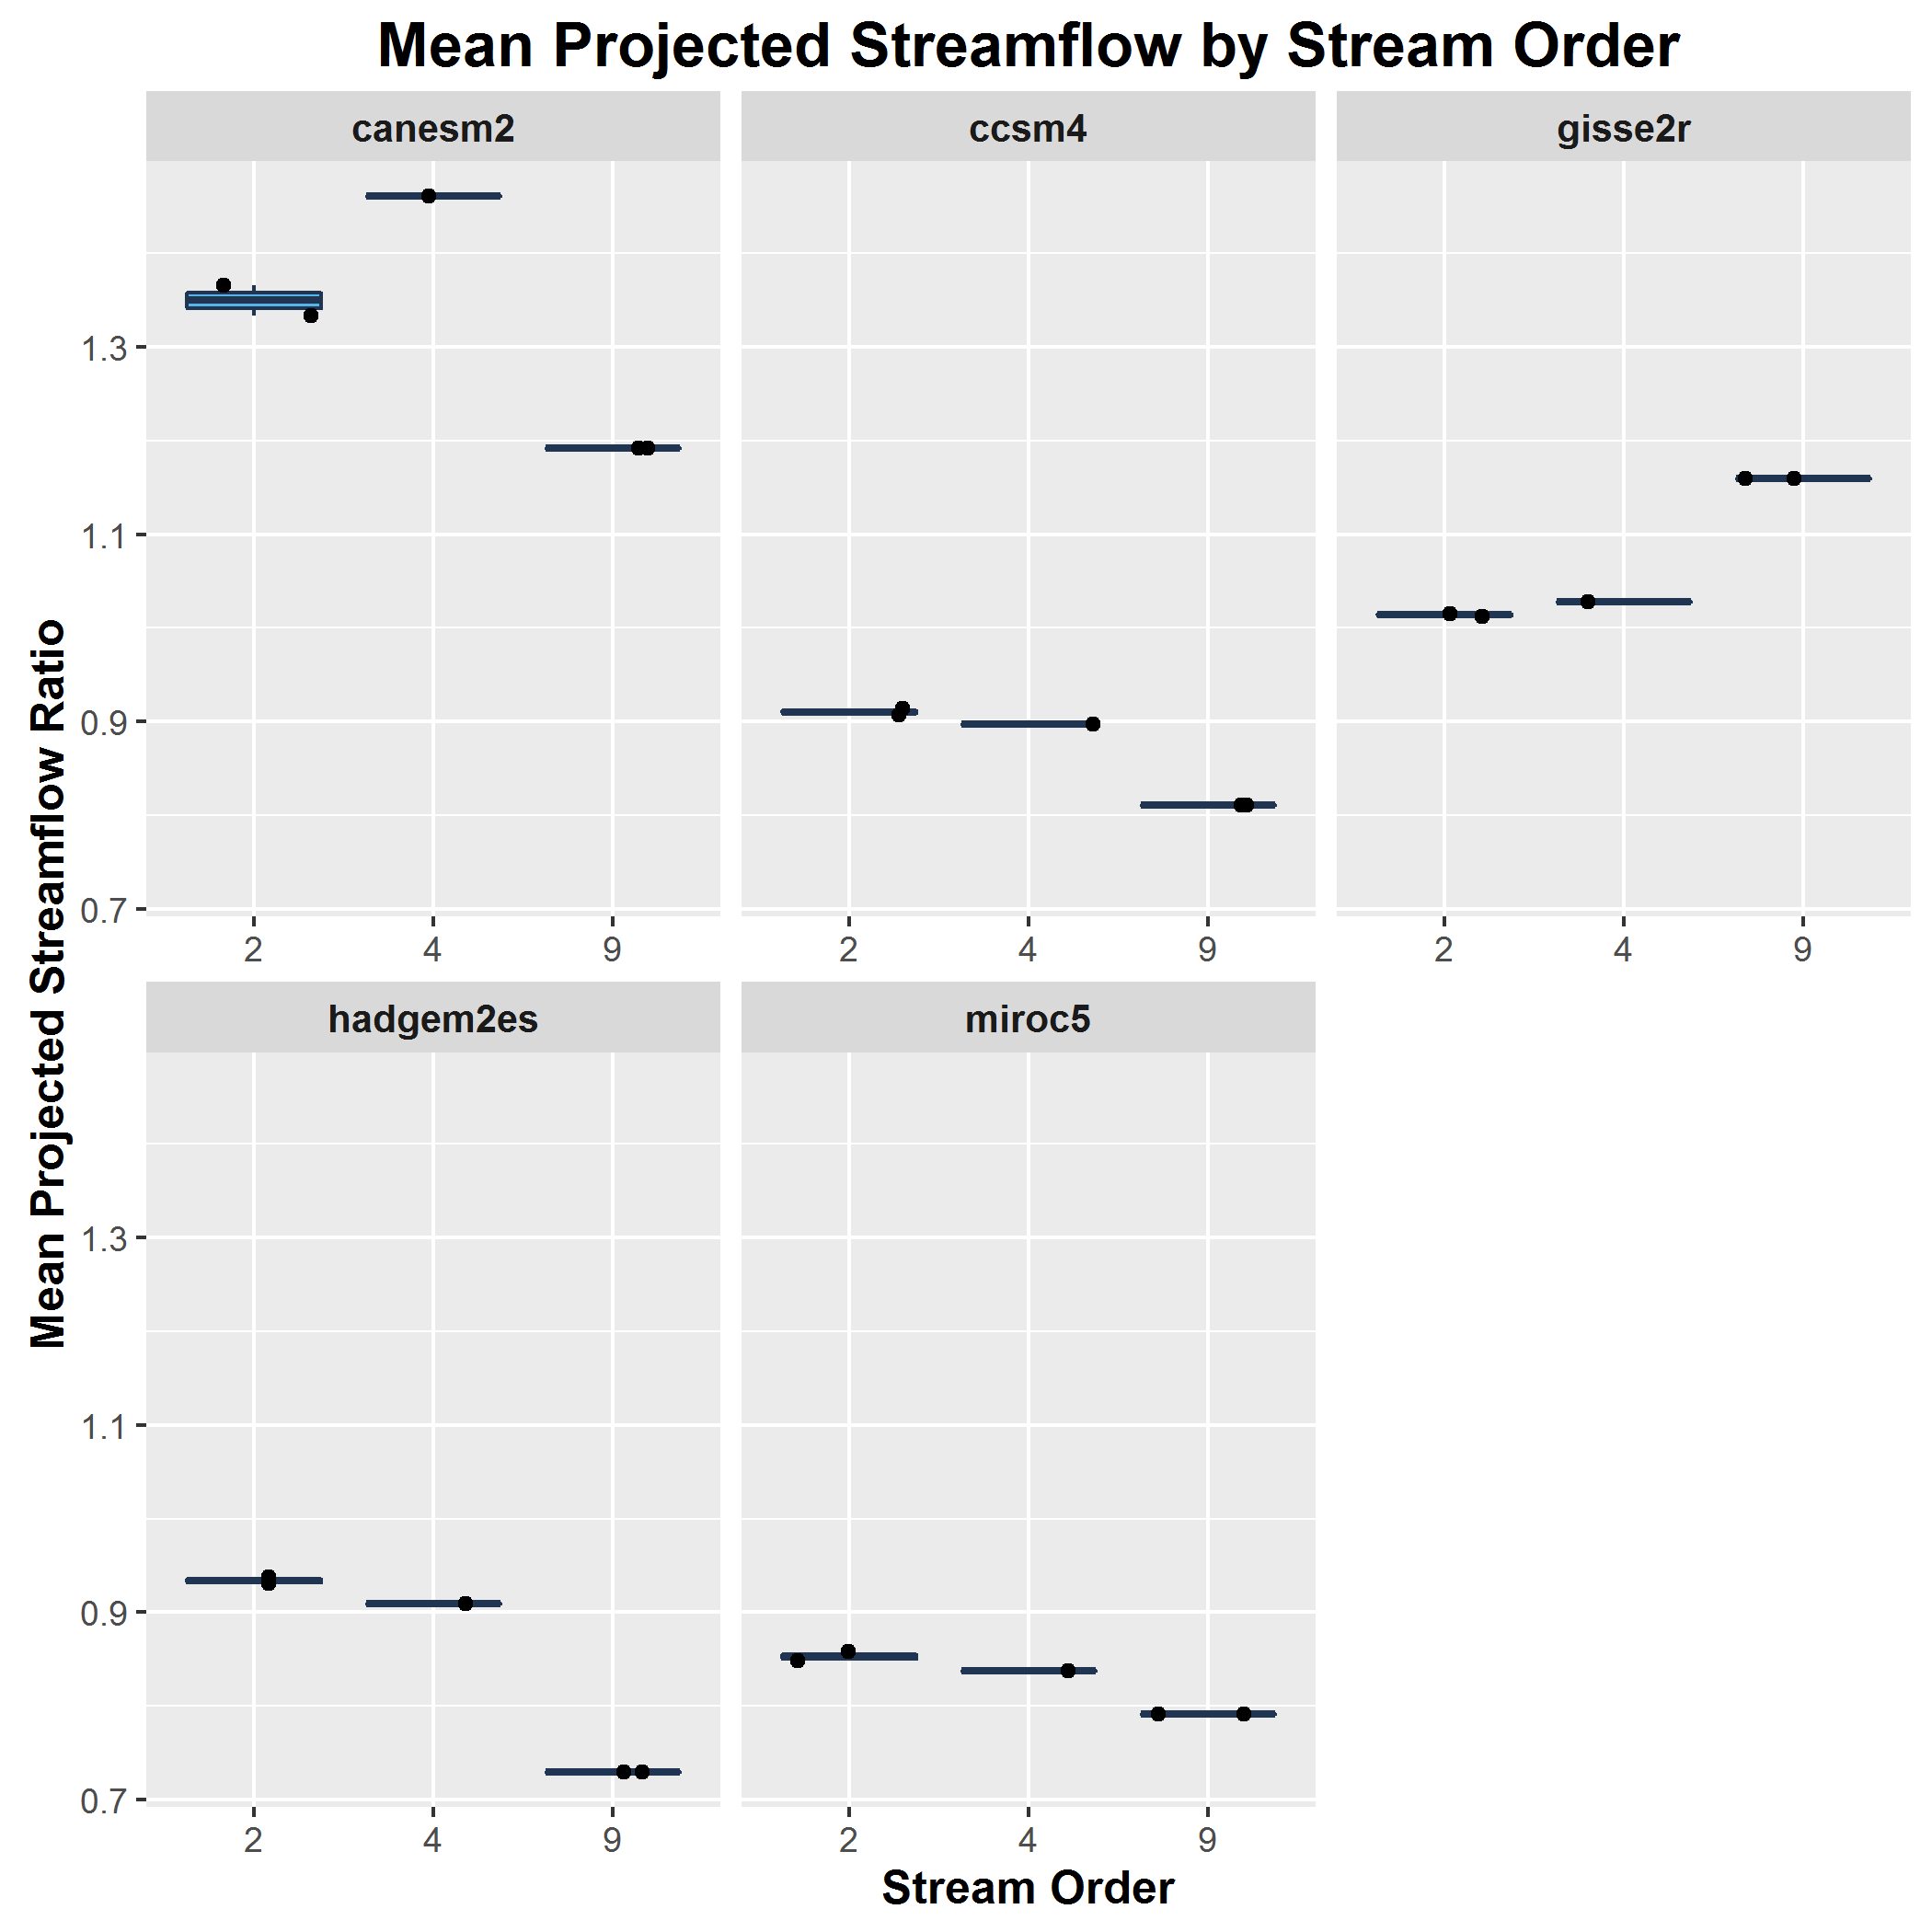 Mean Projected Streamflow by Stream Order
canesm2
ccsm4
gisse2r
Mean Projected Streamflow Ratio
1.3
1.1
0.9
0.7
2 4 9
2 4 9
2 4 9
hadgem2es
miroc5
1.3
1.1
0.9
0.7
2 4 9
2 4 9
Stream Order